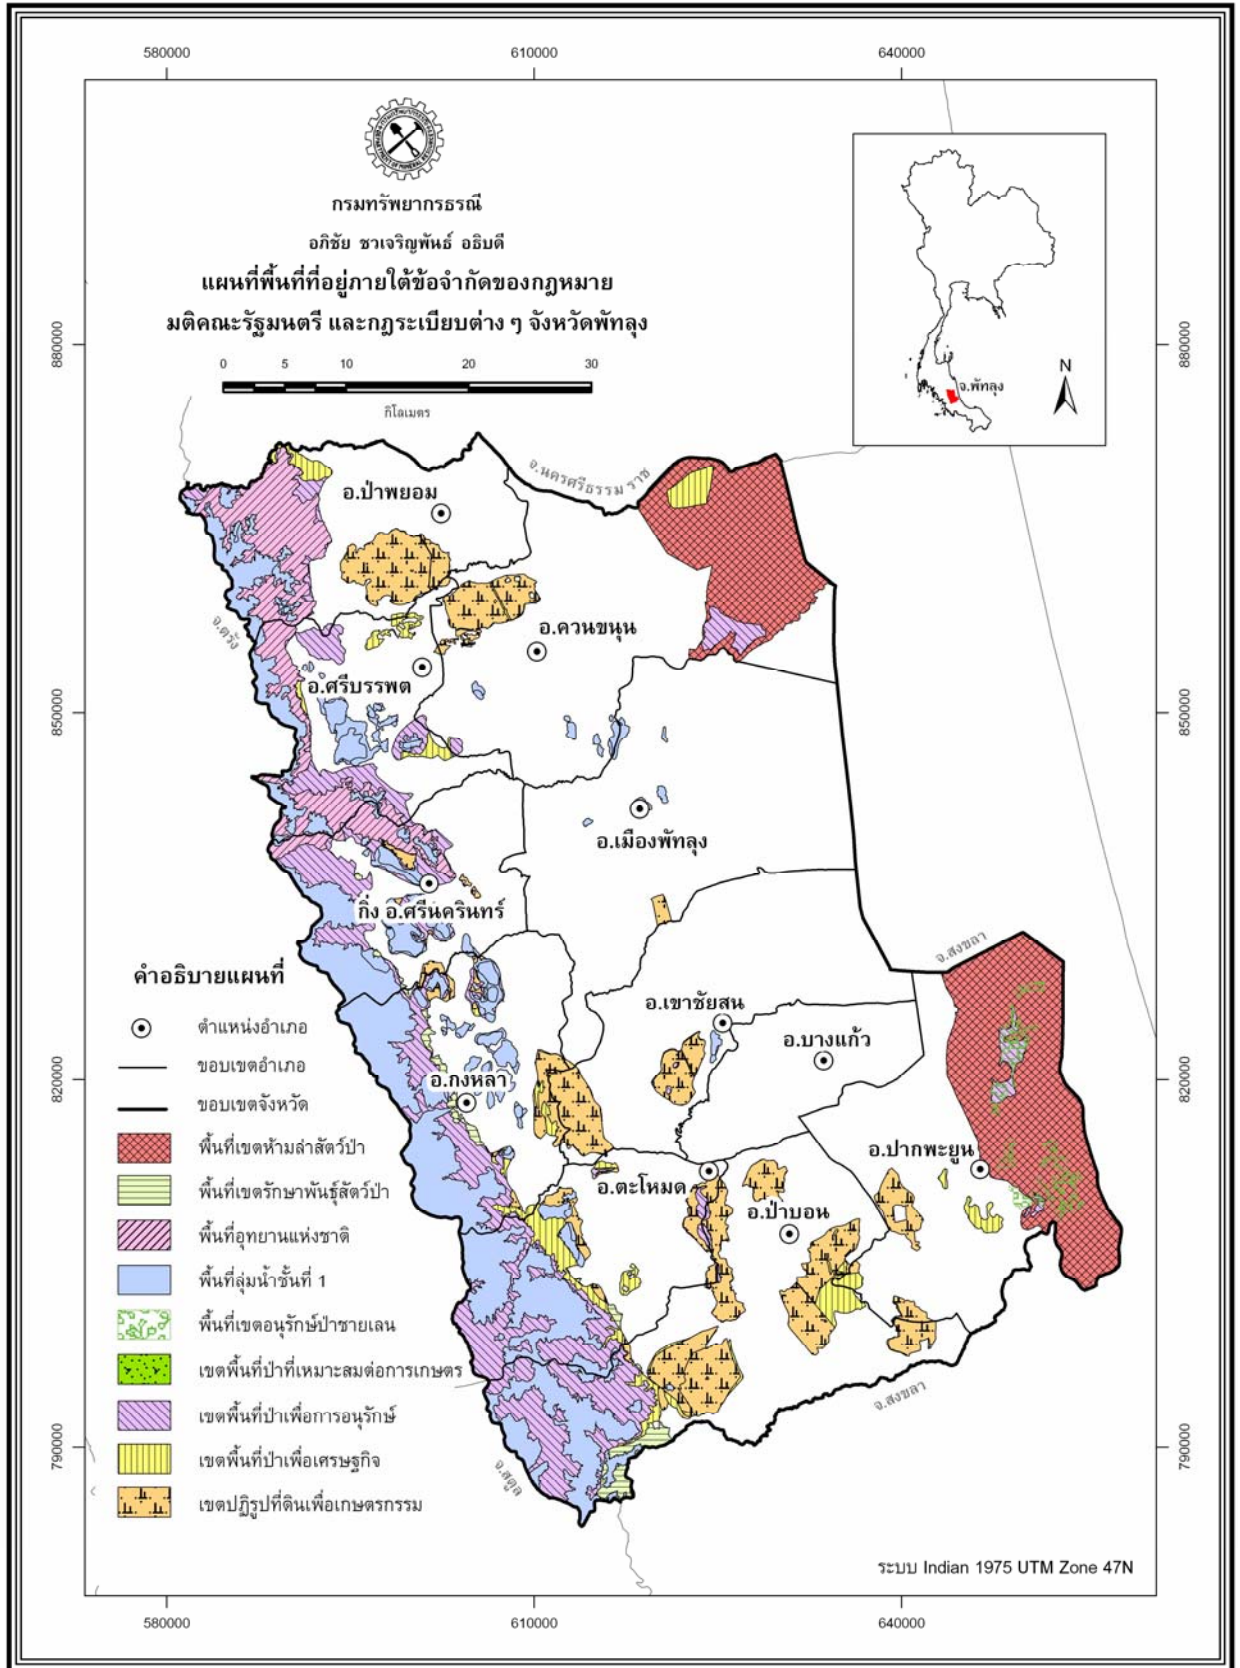 580000
610000
640000
กรมทรัพยากรธรณี
อภิชัย ชวเจริญพันธ์ อธิบดี
แผนที่พื้นที่ที่อยู่ภายใต้ข้อจำกัดของกฎหมาย
มติคณะรัฐมนตรี และกฎระเบียบต่าง ๆ จังหวัดพัทลุง
0 5 10 20 30
กิโลเมตร
N
จ.พัทลุง
880000
880000
จ.นครศรีธรรม ราช
อ.ป่าพยอม
จ.ตรัง
อ.ควนขนุน
อ.ศรีบรรพต
850000
850000
อ.เมืองพัทลุง
กิ่ง อ.ศรีนครินทร์
จ.สงขลา
อ.เขาชัยสน
อ.บางแก้ว
820000
820000
อ.กงหลา
อ.ปากพะยูน
อ.ตะโหมด
อ.ป่าบอน
จ.สงขลา
จ.สตูล
790000
790000
คำอธิบายแผนที่
ตำแหน่งอำเภอ
ขอบเขตอำเภอ
ขอบเขตจังหวัด
พื้นที่เขตห้ามล่าสัตว์ป่า
พื้นที่เขตรักษาพันธุ์สัตว์ป่า
พื้นที่อุทยานแห่งชาติ
พื้นที่ลุ่มน้ำชั้นที่ 1
พื้นที่เขตอนุรักษ์ป่าชายเลน
เขตพื้นที่ป่าที่เหมาะสมต่อการเกษตร
เขตพื้นที่ป่าเพื่อการอนุรักษ์
เขตพื้นที่ป่าเพื่อเศรษฐกิจ
เขตปฏิรูปที่ดินเพื่อเกษตรกรรม
ระบบ Indian 1975 UTM Zone 47N
580000
610000
640000